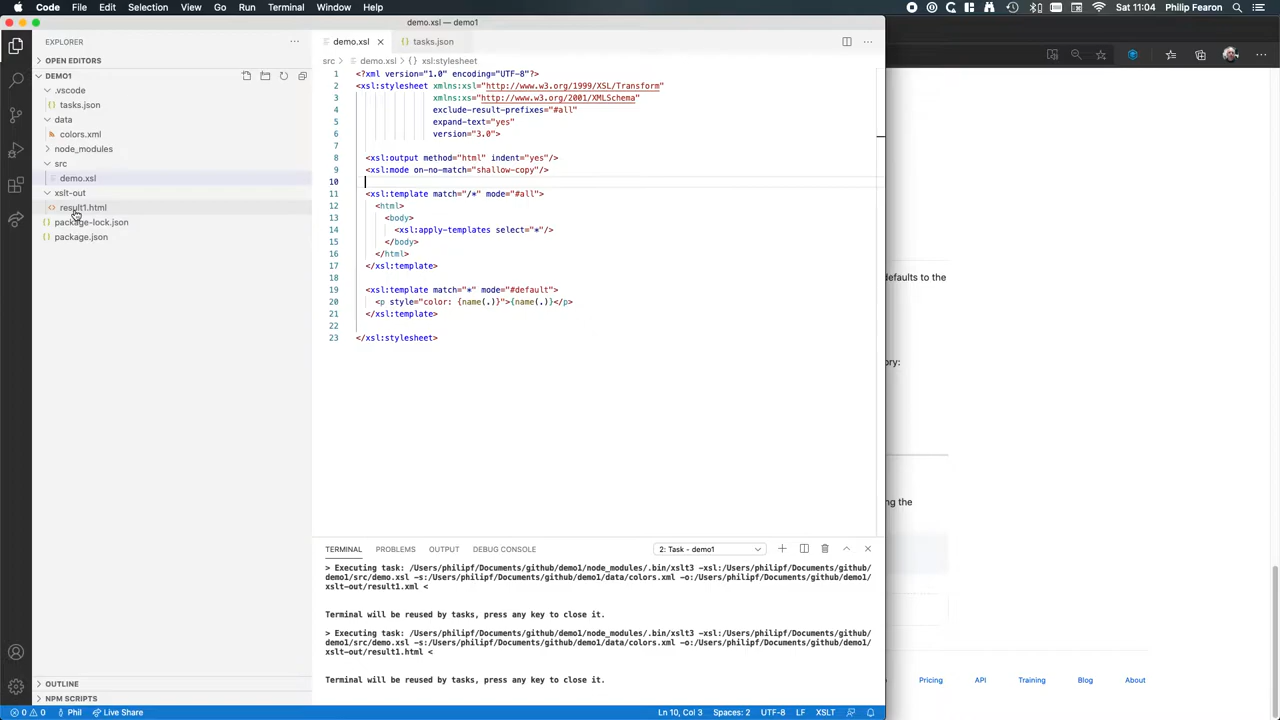 Code File Edit Selection View Go Run Terminal Window Help
Sat 11:04 Philip Fearon
demo.xsl — demo1
EXPLORER
OPEN EDITORS
DEMO1
.vscode
tasks.json
data
colors.xml
node_modules
src
demo.xsl
xslt-out
result1.html
package-lock.json
package.json
OUTLINE
NPM SCRIPTS
demo.xsl
tasks.json
src > demo.xsl > xsl:stylesheet
1 <?xml version="1.0" encoding="UTF-8"?>
2 <xsl:stylesheet xmlns:xsl="http://www.w3.org/1999/XSL/Transform"
3 xmlns:xs="http://www.w3.org/2001/XMLSchema"
4 exclude-result-prefixes="#all"
5 expand-text="yes"
6 version="3.0">
7
8 <xsl:output method="html" indent="yes"/>
9 <xsl:mode on-no-match="shallow-copy"/>
10
11 <xsl:template match="/*" mode="#all">
12 <html>
13 <body>
14 <xsl:apply-templates select="*"/>
15 </body>
16 </html>
17 </xsl:template>
18
19 <xsl:template match="*" mode="#default">
20 <p style="color: {name(.)}">{name(.)}</p>
21 </xsl:template>
22
23 </xsl:stylesheet>
TERMINAL PROBLEMS OUTPUT DEBUG CONSOLE
2: Task - demo1
> Executing task: /Users/philipf/Documents/github/demo1/node_modules/.bin/xslt3 -xsl:/Users/philipf/Documents/github/
demo1/src/demo.xsl -s:/Users/philipf/Documents/github/demo1/data/colors.xml -o:/Users/philipf/Documents/github/demo1/
xslt-out/result1.xml <
Terminal will be reused by tasks, press any key to close it.
> Executing task: /Users/philipf/Documents/github/demo1/node_modules/.bin/xslt3 -xsl:/Users/philipf/Documents/github/
demo1/src/demo.xsl -s:/Users/philipf/Documents/github/demo1/data/colors.xml -o:/Users/philipf/Documents/github/demo1/
xslt-out/result1.html <
Terminal will be reused by tasks, press any key to close it.
0 0 Phil Live Share
Ln 10, Col 3 Spaces: 2 UTF-8 LF XSLT
defaults to the
ory:
ng the
Pricing API Training Blog About